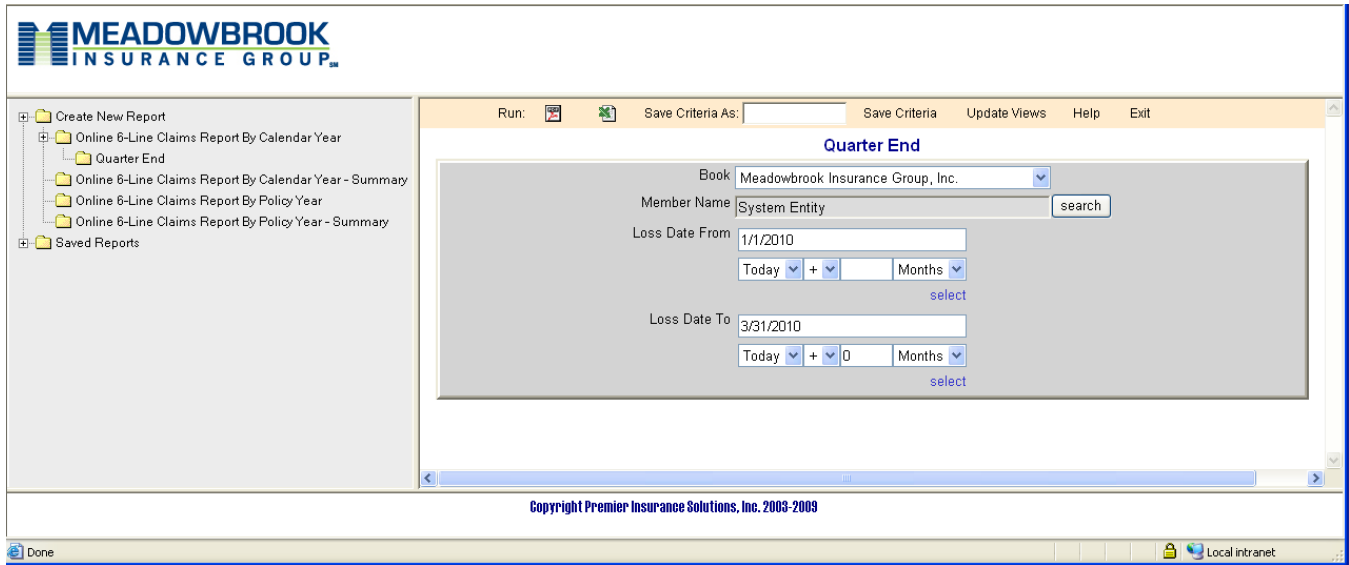 MEADOWBROOK
INSURANCE GROUP SM
Create New Report
Online 6-Line Claims Report By Calendar Year
Quarter End
Online 6-Line Claims Report By Calendar Year - Summary
Online 6-Line Claims Report By Policy Year
Online 6-Line Claims Report By Policy Year - Summary
Saved Reports
Run: Save Criteria As: Save Criteria Update Views Help Exit
Quarter End
Book Meadowbrook Insurance Group, Inc.
Member Name System Entity search
Loss Date From 1/1/2010
Today + Months
select
Loss Date To 3/31/2010
Today + 0 Months
select
Copyright Premier Insurance Solutions, Inc. 2003-2009
Done Local intranet